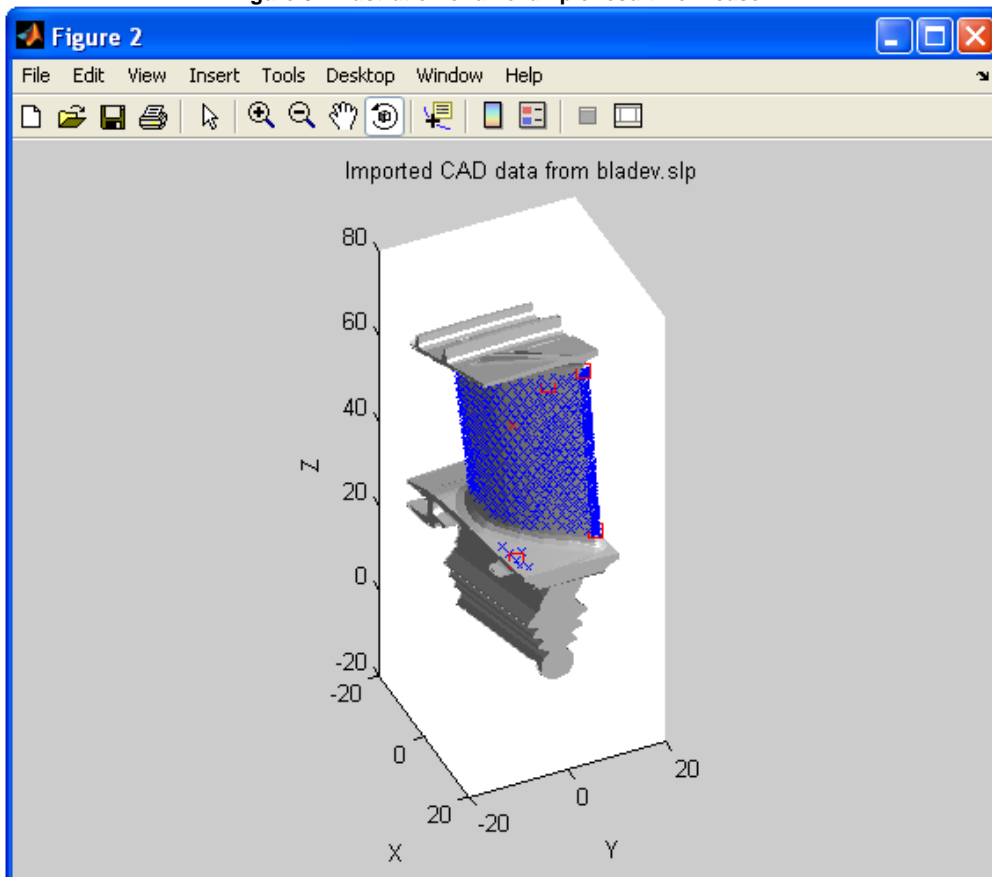 Figure 2
File Edit View Insert Tools Desktop Window Help
Imported CAD data from bladev.slp
80
60
40
20
0
-20
Z
-20
0
20
X
-20
0
20
Y